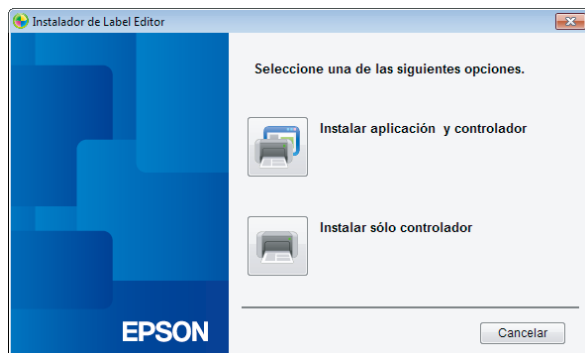 Instalador de Label Editor
Seleccione una de las siguientes opciones.
Instalar aplicación y controlador
Instalar sólo controlador
EPSON
Cancelar